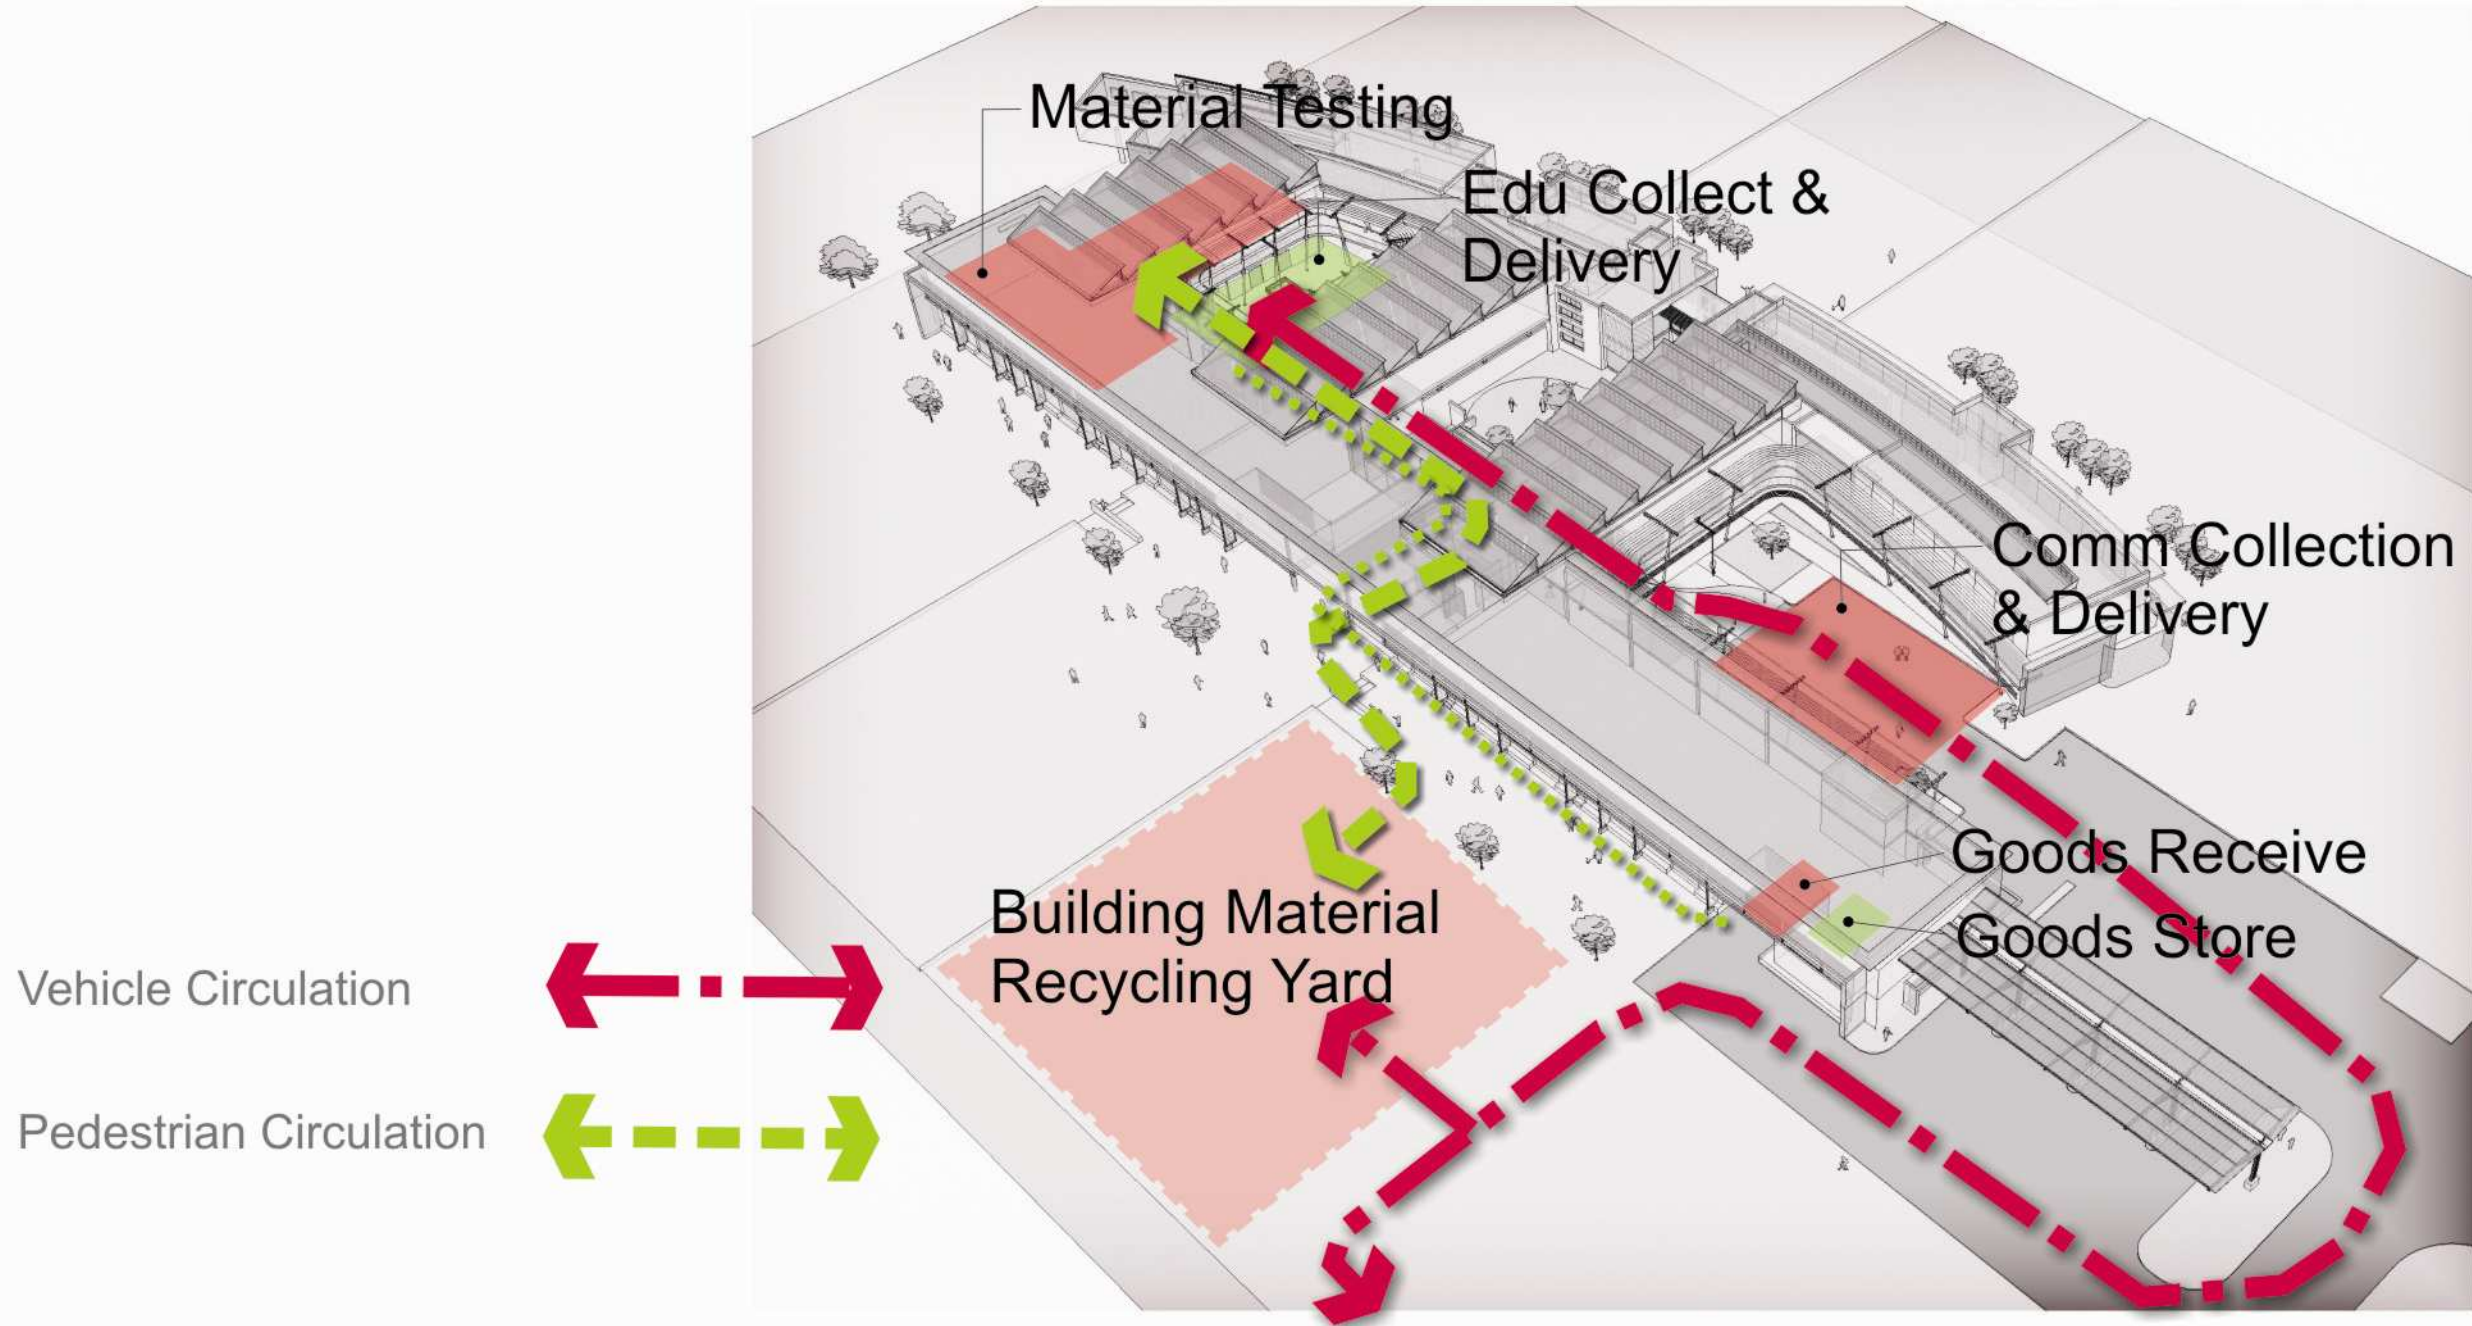 Material Testing
Edu Collect &
Delivery
Comm Collection
& Delivery
Goods Receive
Goods Store
Building Material
Recycling Yard
Vehicle Circulation
Pedestrian Circulation